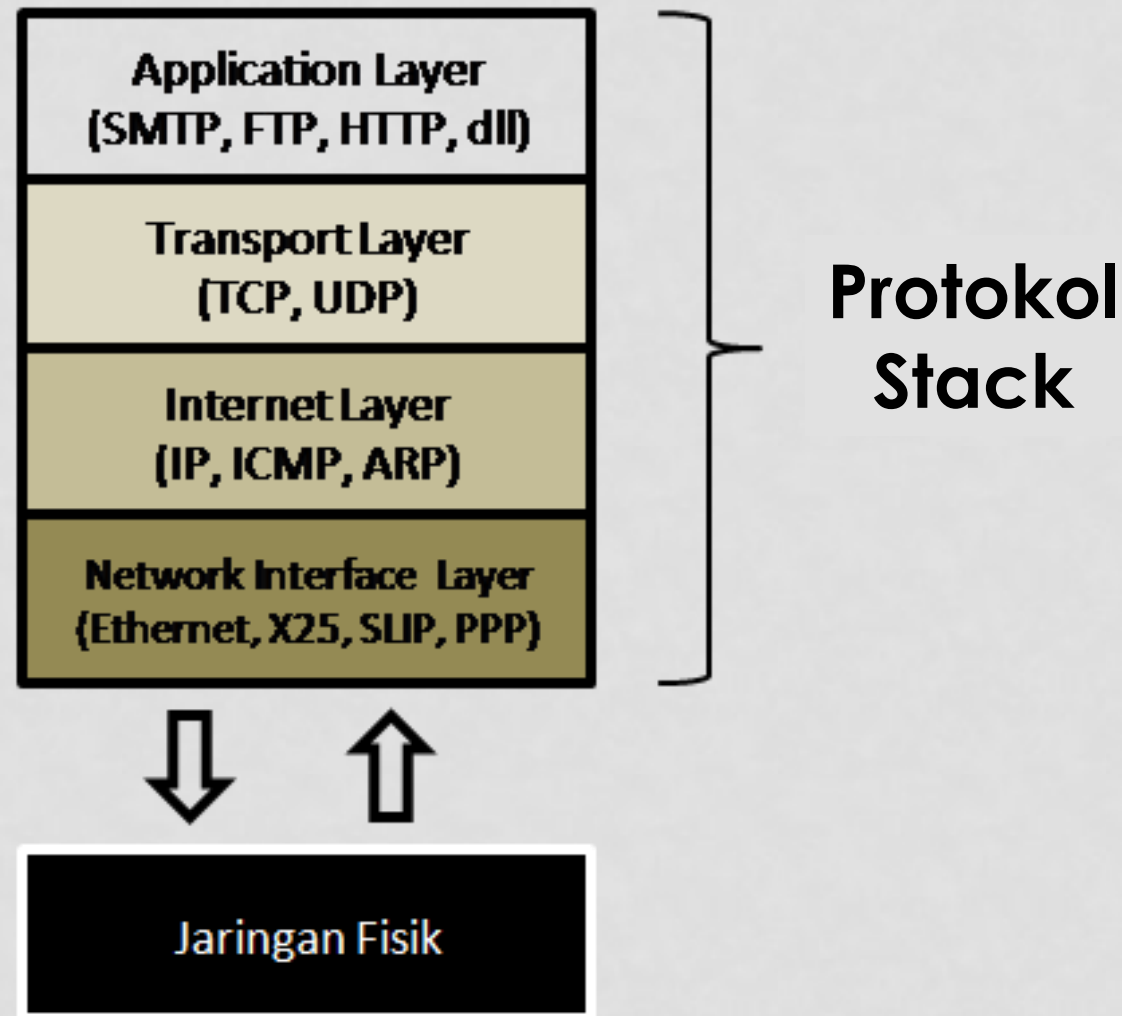 Application Layer
(SMTP, FTP, HTTP, dll)
Transport Layer
(TCP, UDP)
Internet Layer
(IP, ICMP, ARP)
Network Interface Layer
(Ethernet, X25, SLIP, PPP)
Protokol
Stack
Jaringan Fisik